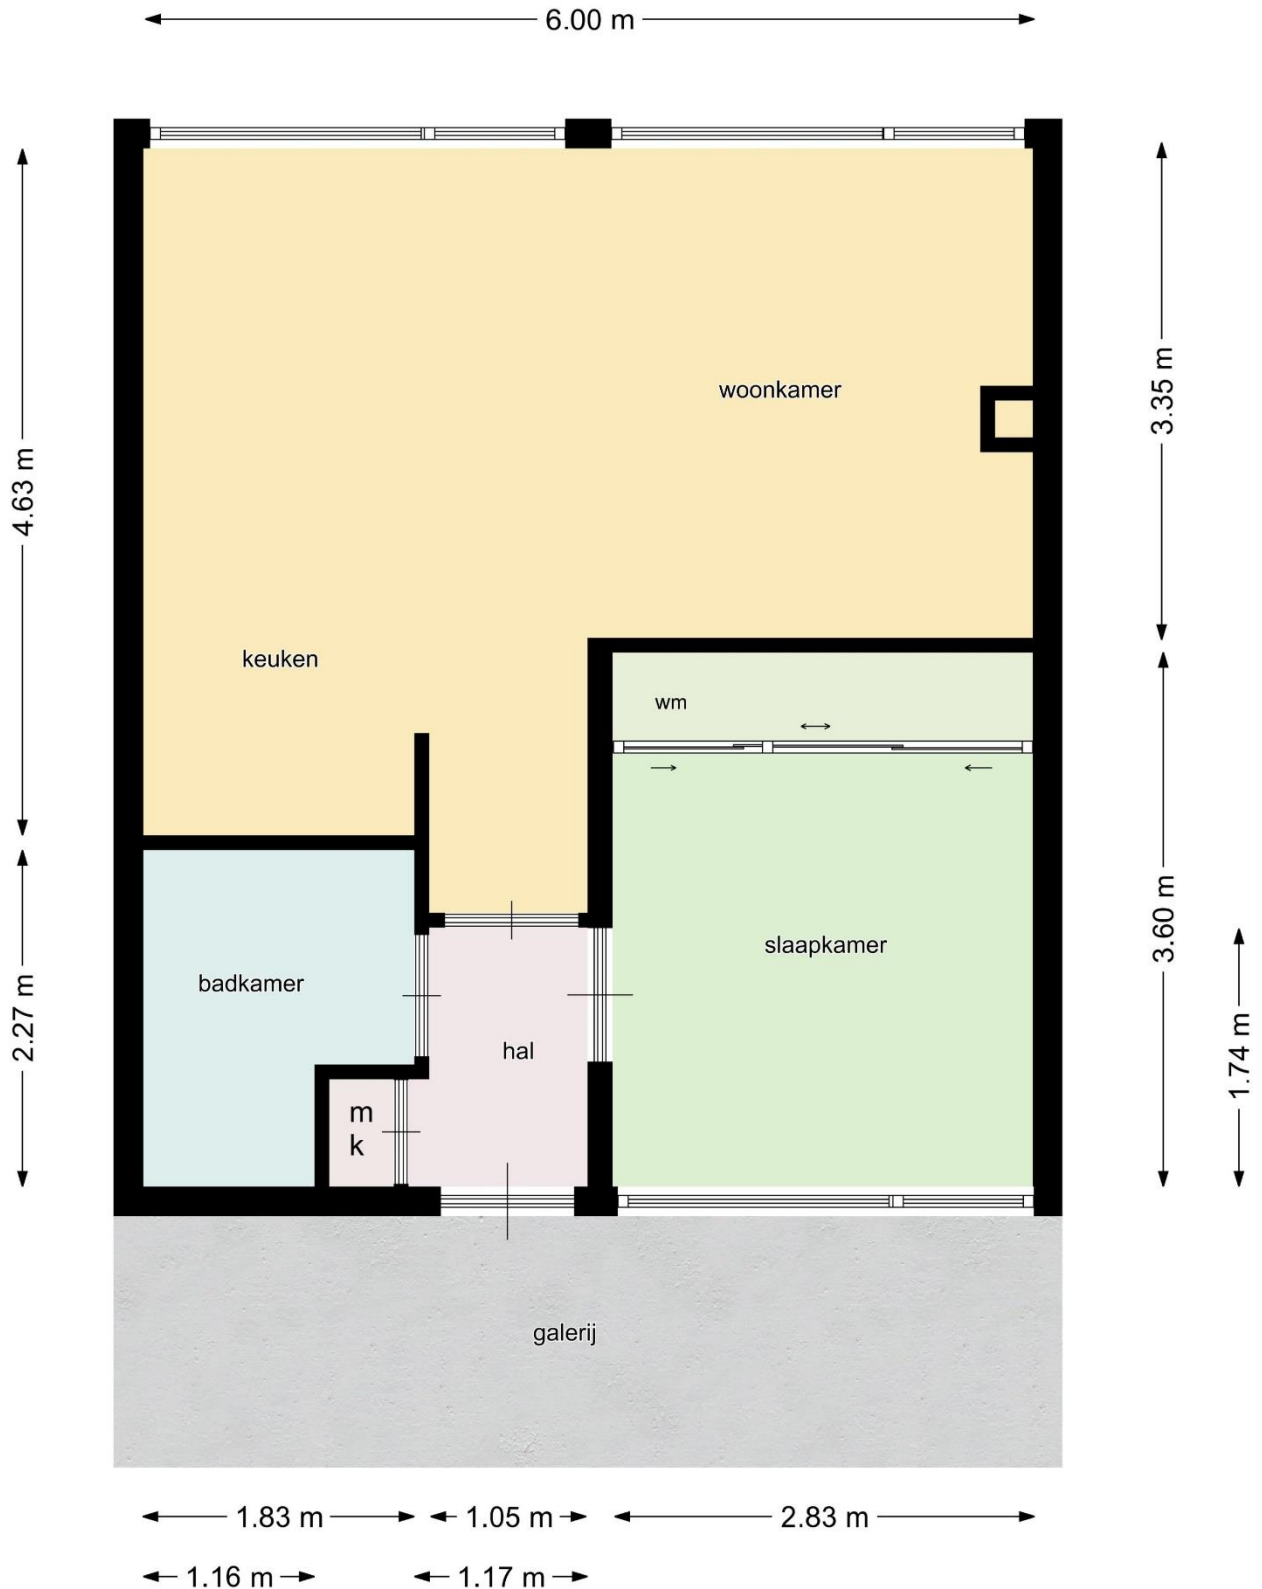 6.00 m
4.63 m
3.35 m
woonkamer
keuken
wm
3.60 m
slaapkamer
badkamer
2.27 m
hal
1.74 m
m
k
galerij
1.83 m
1.05 m
2.83 m
1.16 m
1.17 m